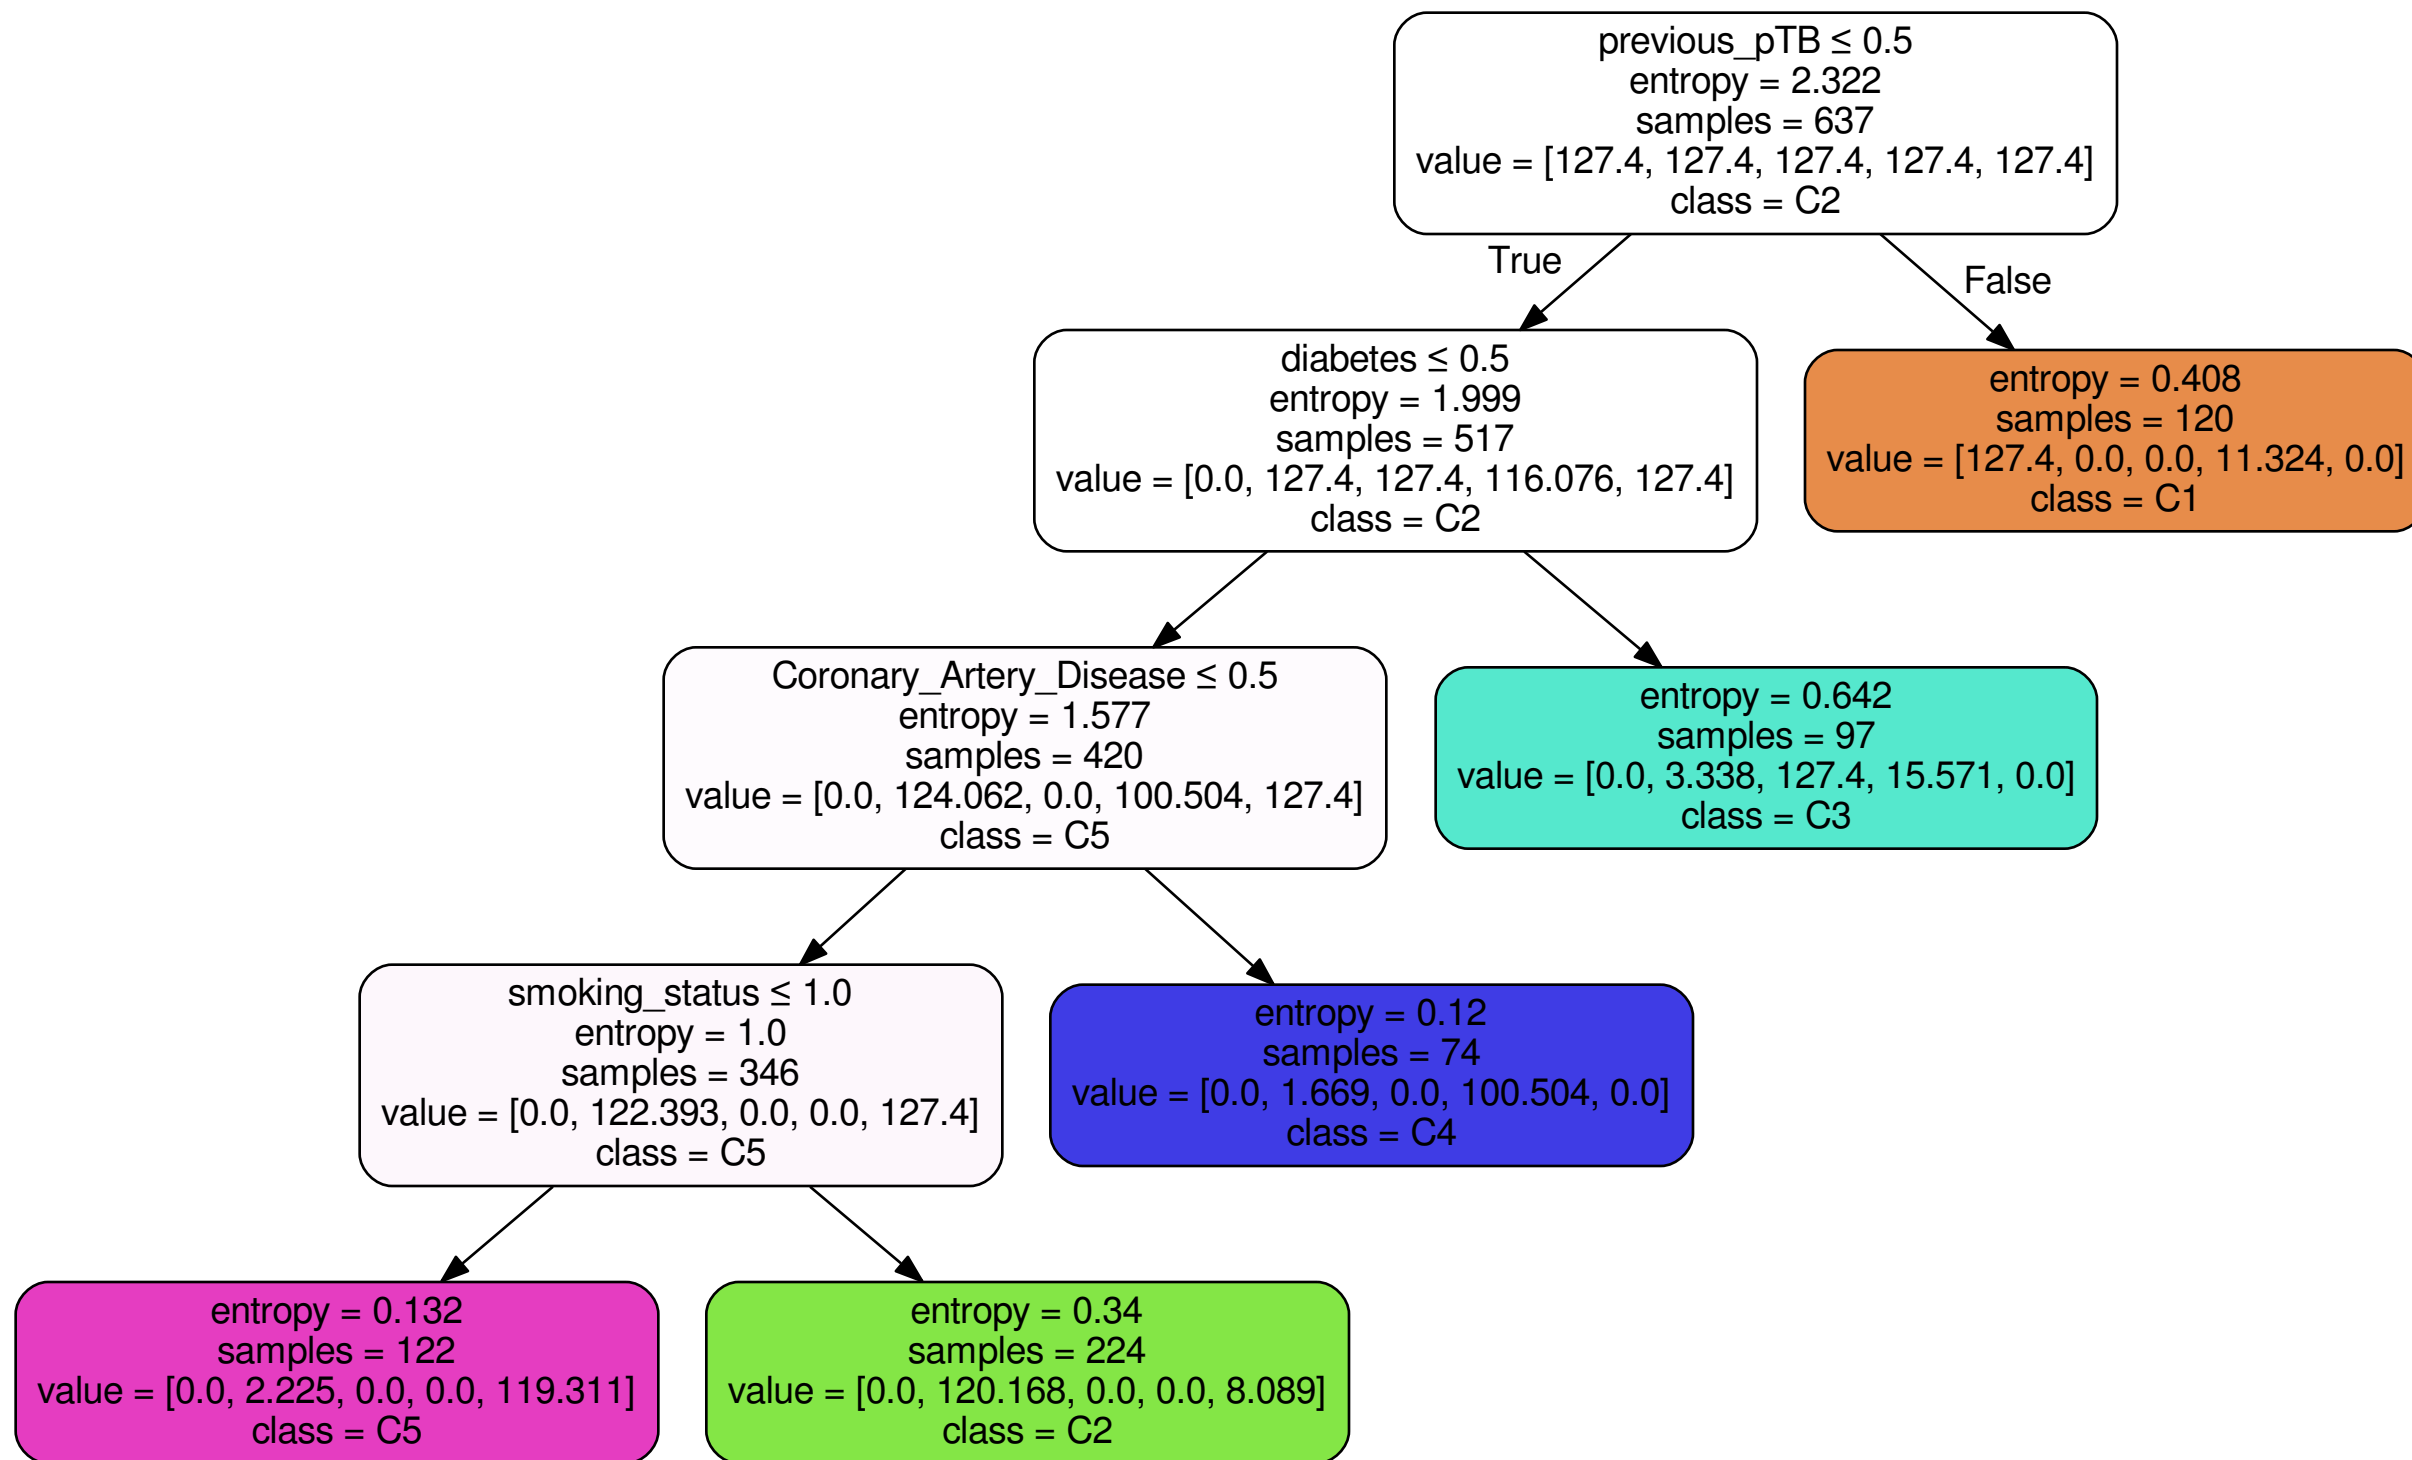 previous_pTB ≤ 0.5
entropy = 2.322
samples = 637
value = [127.4, 127.4, 127.4, 127.4, 127.4]
class = C2
True
False
diabetes ≤ 0.5
entropy = 1.999
samples = 517
value = [0.0, 127.4, 127.4, 116.076, 127.4]
class = C2
entropy = 0.408
samples = 120
value = [127.4, 0.0, 0.0, 11.324, 0.0]
class = C1
Coronary_Artery_Disease ≤ 0.5
entropy = 1.577
samples = 420
value = [0.0, 124.062, 0.0, 100.504, 127.4]
class = C5
entropy = 0.642
samples = 97
value = [0.0, 3.338, 127.4, 15.571, 0.0]
class = C3
smoking_status ≤ 1.0
entropy = 1.0
samples = 346
value = [0.0, 122.393, 0.0, 0.0, 127.4]
class = C5
entropy = 0.12
samples = 74
value = [0.0, 1.669, 0.0, 100.504, 0.0]
class = C4
entropy = 0.132
samples = 122
value = [0.0, 2.225, 0.0, 0.0, 119.311]
class = C5
entropy = 0.34
samples = 224
value = [0.0, 120.168, 0.0, 0.0, 8.089]
class = C2